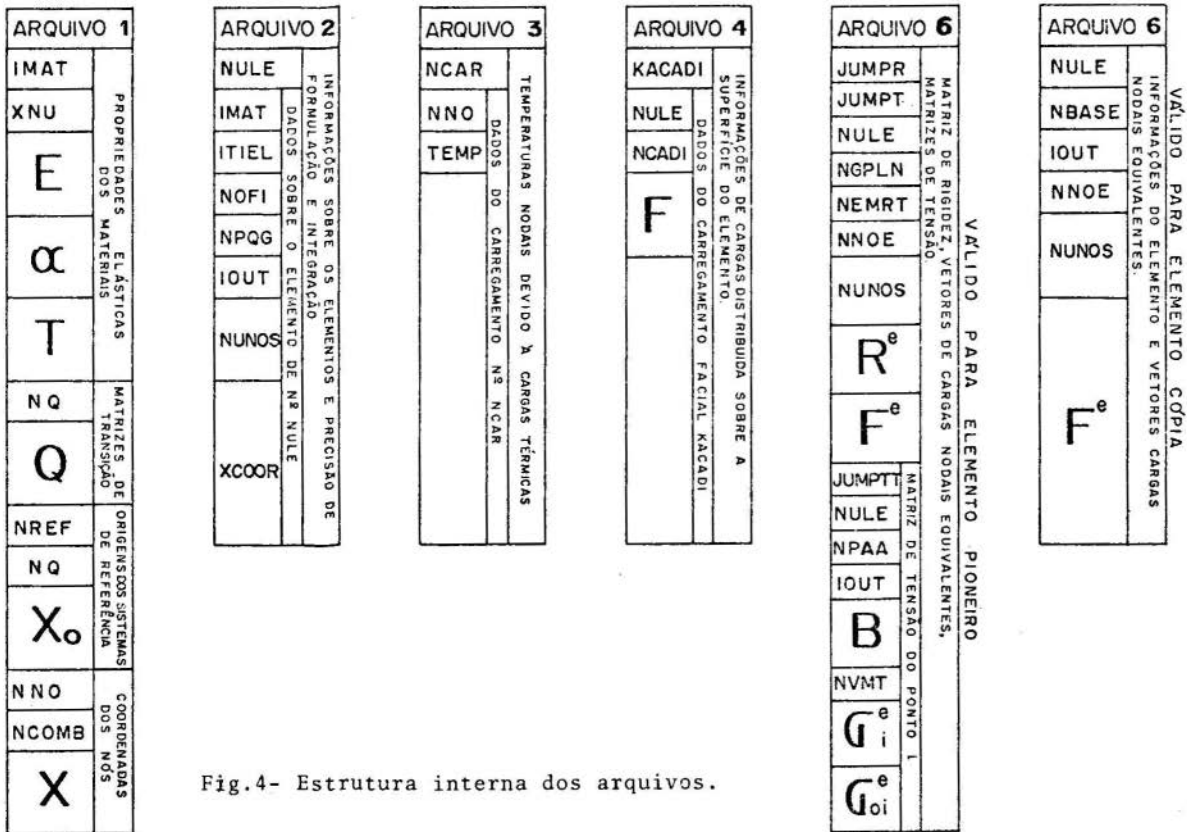 ARQUIVO 1
IMAT
XNU
E
α
T
PROPRIEDADES ELÁSTICAS
DOS MATERIAIS
NQ
Q
MATRIZES DE
TRANSIÇÃO
NREF
NQ
Xo
ORIGENS DOS SISTEMAS
DE REFERÊNCIA
NNO
NCOMB
X
COORDENADAS
DOS NÓS
ARQUIVO 2
NULE
IMAT
ITIEL
NOFI
NPQG
IOUT
NUNOS
XCOOR
DADOS SOBRE O ELEMENTO DE Nº NULE
INFORMAÇÕES SOBRE OS ELEMENTOS E PRECISÃO DE
FORMULAÇÃO E INTEGRAÇÃO
ARQUIVO 3
NCAR
NNO
TEMP
DADOS DO CARREGAMENTO Nº NCAR
TEMPERATURAS NODAIS DEVIDO À CARGAS TÉRMICAS
ARQUIVO 4
KACADI
NULE
NCADI
F
DADOS DO CARREGAMENTO FACIAL KACADI
INFORMAÇÕES DE CARGAS DISTRIBUIDA SOBRE A
SUPERFÍCIE DO ELEMENTO.
ARQUIVO 6
JUMPR
JUMPT
NULE
NGPLN
NEMRT
NNOE
NUNOS
R e
F e
JUMPTT
NULE
NPAA
IOUT
B
NVMT
G e i
G e oi
MATRIZ DE TENSÃO DO PONTO I
MATRIZ DE RIGIDEZ, VETORES DE CARGAS NODAIS EQUIVALENTES,
MATRIZES DE TENSÃO.
VÁLIDO PARA ELEMENTO PIONEIRO
ARQUIVO 6
NULE
NBASE
IOUT
NNOE
NUNOS
F e
INFORMAÇÕES DO ELEMENTO E VETORES CARGAS
NODAIS EQUIVALENTES.
VÁLIDO PARA ELEMENTO CÓPIA
Fig.4- Estrutura interna dos arquivos.